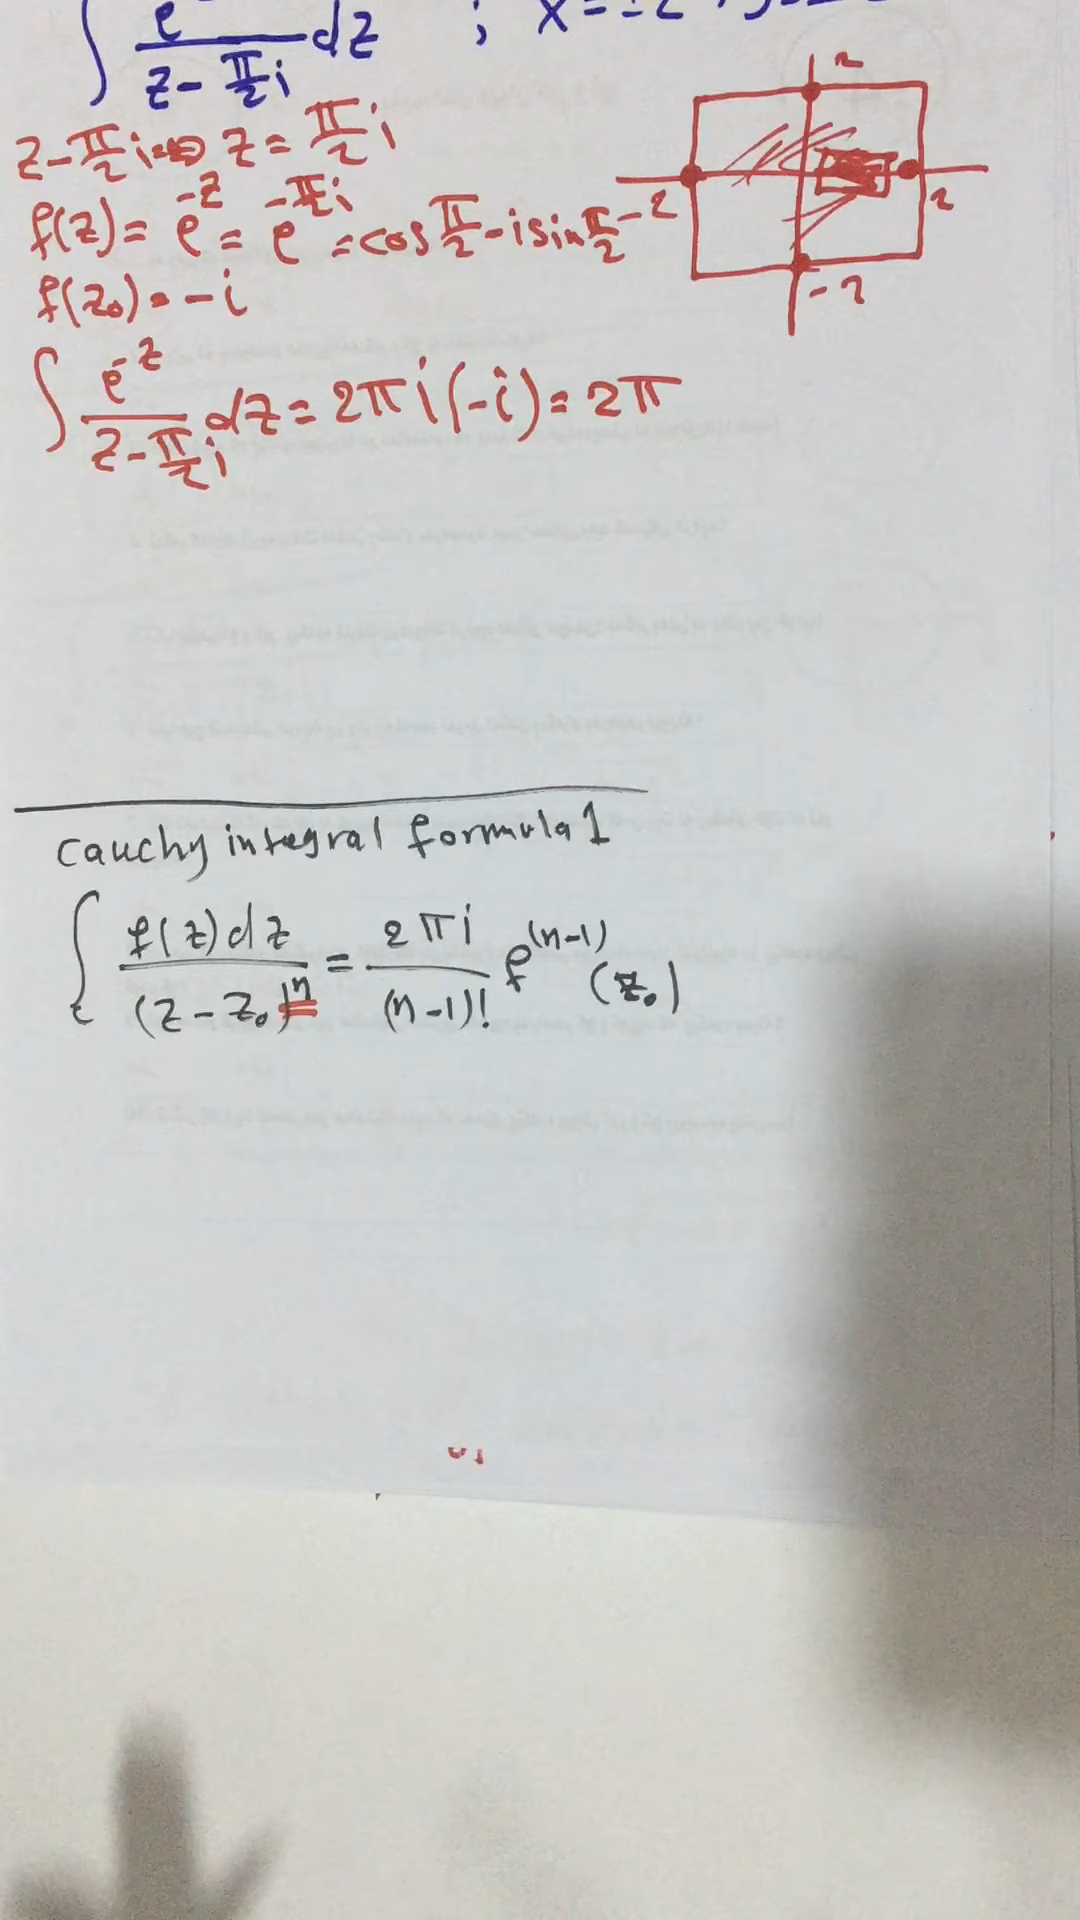 ∫ e / (z - π/2 i) dz ; x=±2
z - π/2 i=0 ⇒ z = π/2 i
f(z) = e^-z = e^(-π/2 i) = cos π/2 - i sin π/2
f(z₀) = -i
∫ e^-z / (z - π/2 i) dz = 2πi(-i) = 2π
2
-2
2
-2
Cauchy integral formula 1
∫c f(z)dz / (z - z₀)^n = 2πi / (n-1)! f^(n-1) (z₀)